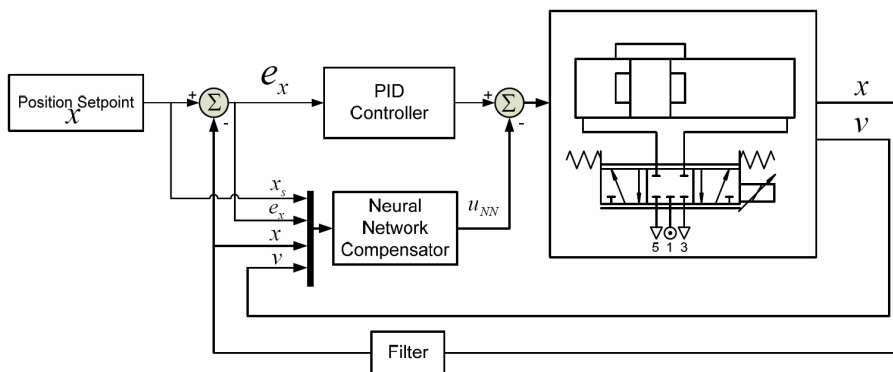 Position Setpoint
x
+
Σ
-
e_x
PID
Controller
+
Σ
-
x
v
x_s
e_x
x
v
Neural
Network
Compensator
u_NN
5 1 3
Filter